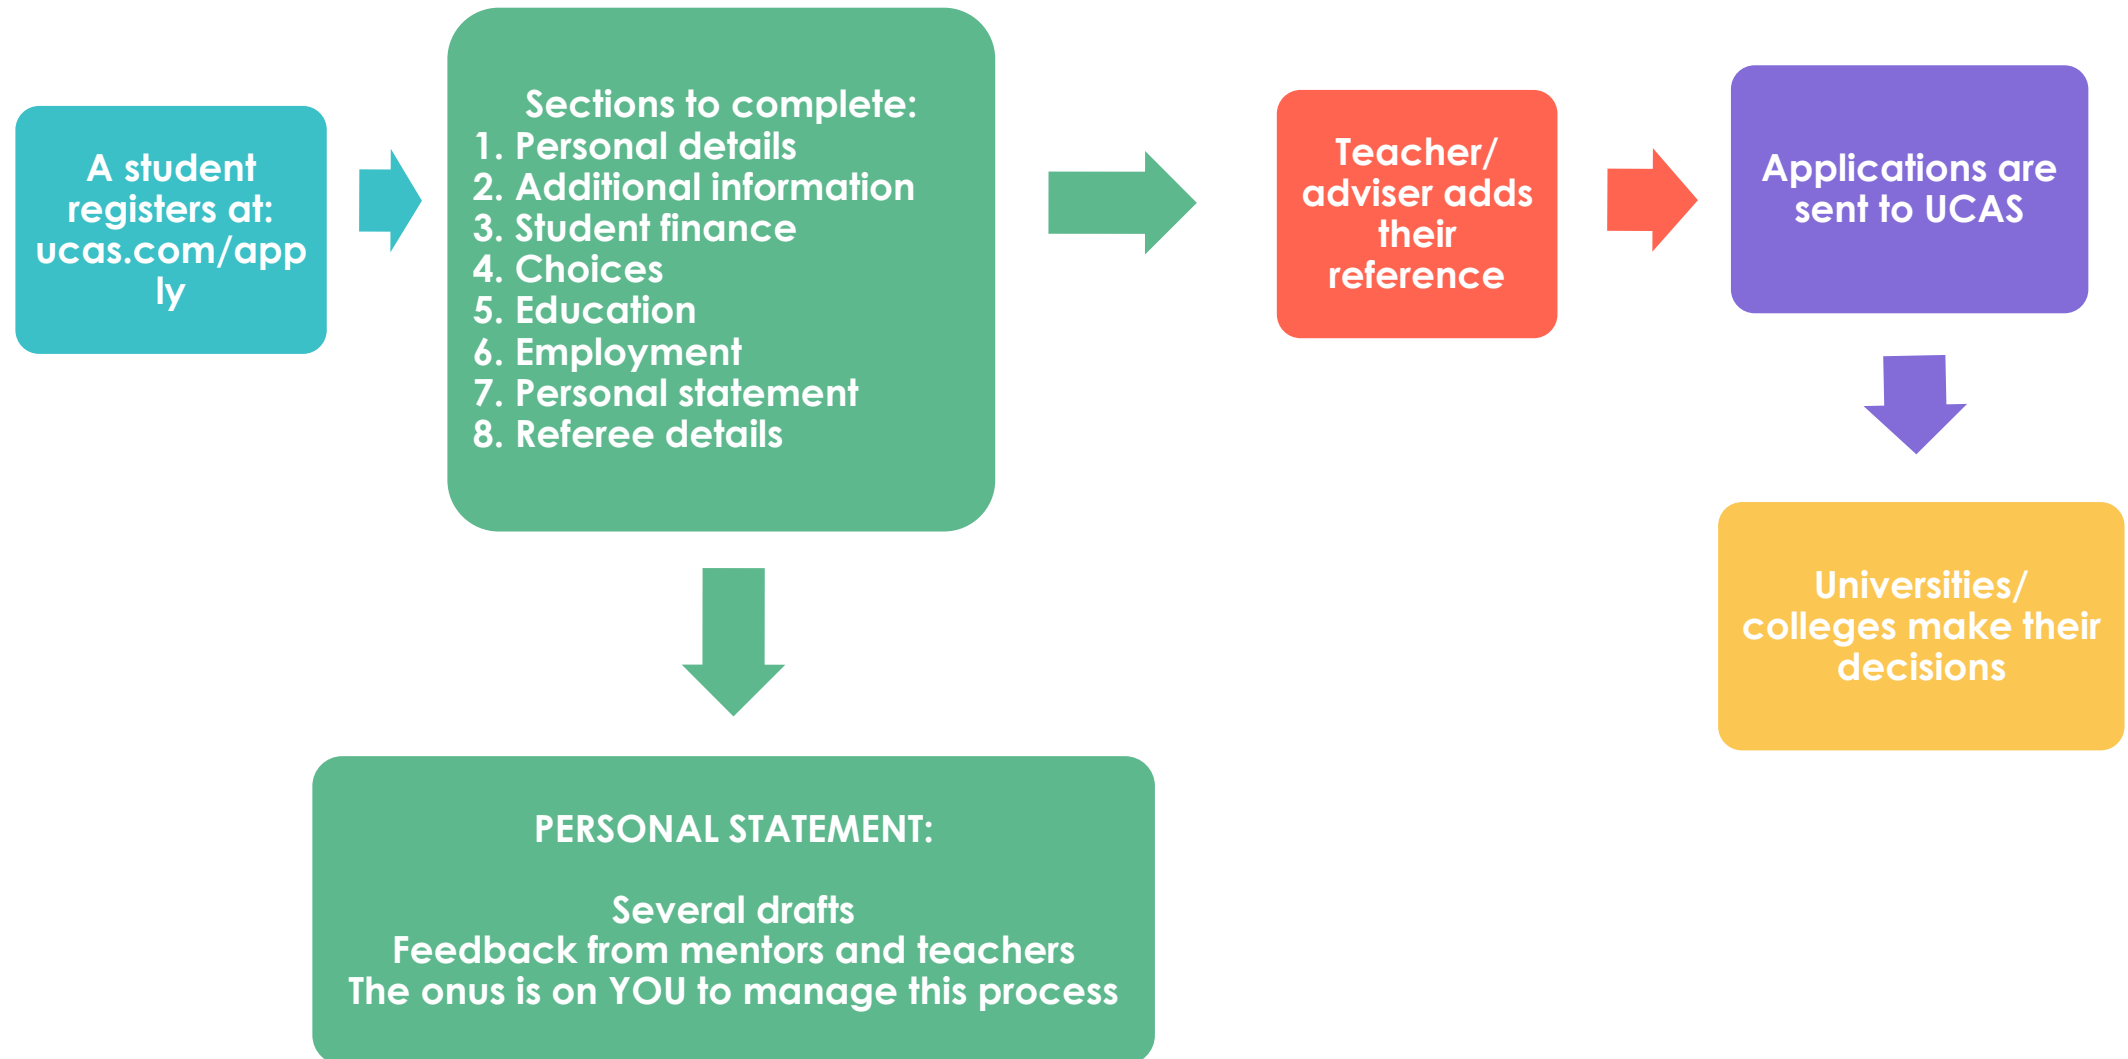 A student
registers at:
ucas.com/app
ly
Sections to complete:
1. Personal details
2. Additional information
3. Student finance
4. Choices
5. Education
6. Employment
7. Personal statement
8. Referee details
Teacher/
adviser adds
their
reference
Applications are
sent to UCAS
Universities/
colleges make their
decisions
PERSONAL STATEMENT:
Several drafts
Feedback from mentors and teachers
The onus is on YOU to manage this process